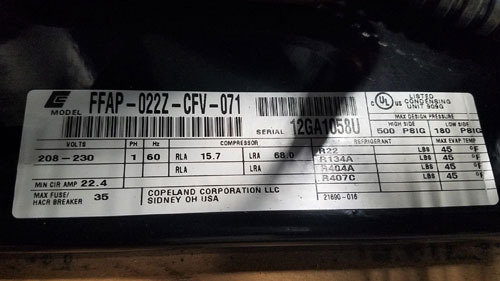 MODEL FFAP-022Z-CFV-071
SERIAL 12GA1058U
UL LISTED CONDENSING UNIT 809G
MAX DESIGN PRESSURE
HIGH SIDE LOW SIDE
500 PSIG 180 PSIG
VOLTS PH Hz COMPRESSOR REFRIGERANT MAX EVAP TEMP
208-230 1 60 RLA 15.7 LRA 68.0 R22 LBS 45 °F
R134A LBS 45 °F
RLA LRA R404A LBS 45 °F
MIN CIR AMP 22.4 R407C LBS 45 °F
MAX FUSE/
HACR BREAKER 35
COPELAND CORPORATION LLC
SIDNEY OH USA
21690-016